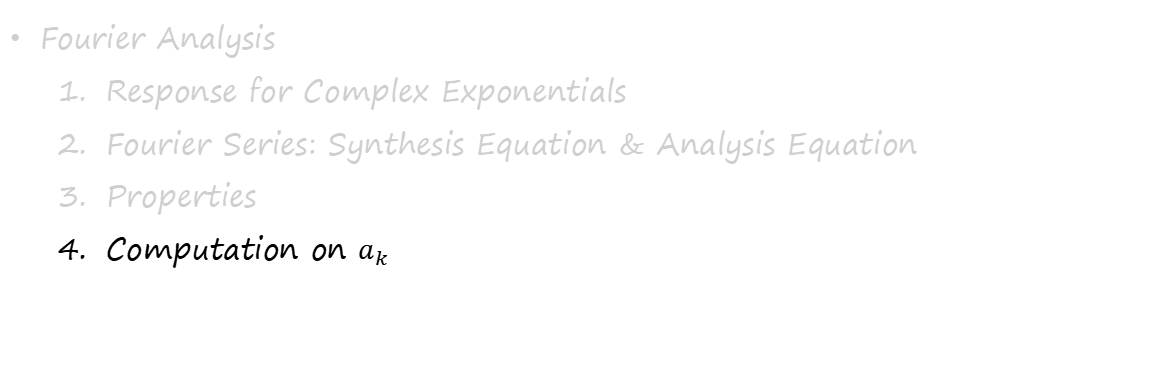 • Fourier Analysis
1. Response for Complex Exponentials
2. Fourier Series: Synthesis Equation & Analysis Equation
3. Properties
4. Computation on $a_k$